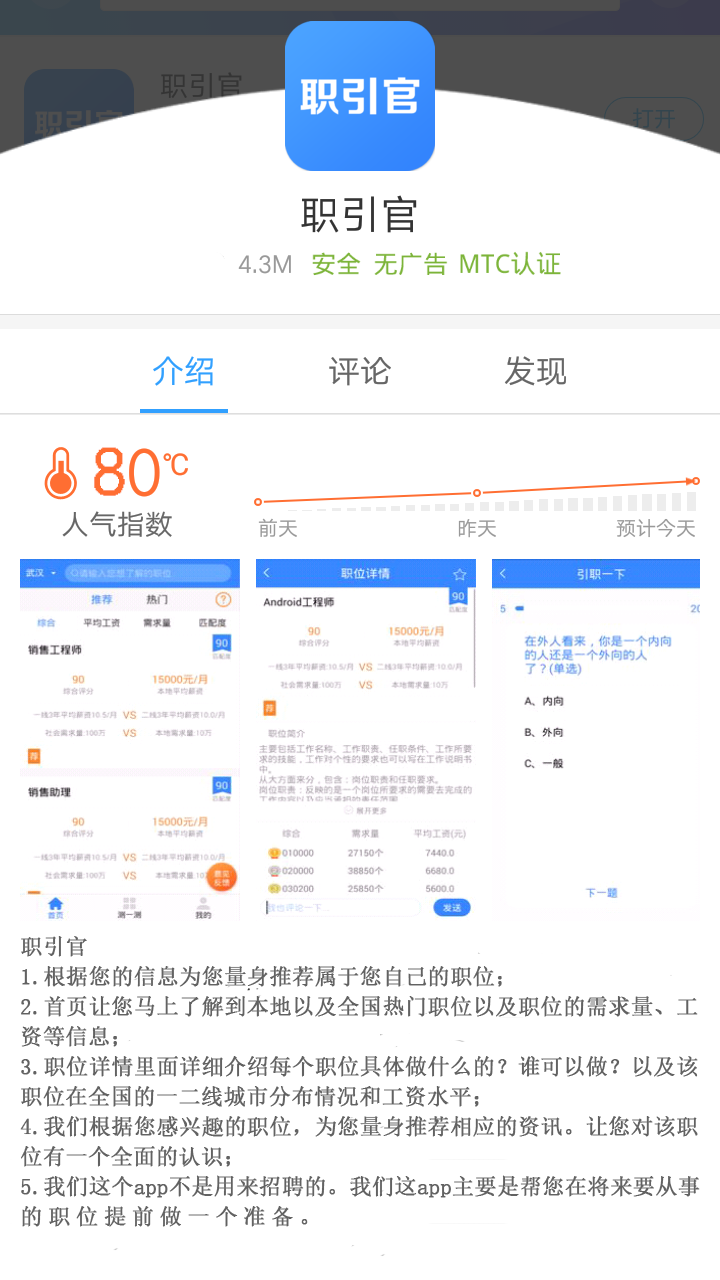 职引官
打开
职引官
职引官
职引官
4.3M 安全 无广告 MTC认证
介绍 评论 发现
80℃
人气指数
前天 昨天 预计今天
武汉 请输入您想了解的职位
推荐 热门 ?
综合 平均工资 需求量 匹配度
销售工程师 90
匹配度
90 15000元/月
综合评分 本地平均薪资
一线3年平均薪资10.5/月 VS 二线3年平均薪资10.0/月
社会需求量:100万 VS 本地需求量:10万
荐
销售助理 90
匹配度
90 15000元/月
综合评分 本地平均薪资
一线3年平均薪资10.5/月 VS 二线3年平均薪资10.0/月
社会需求量:100万 VS 本地需求量:10
意见
反馈
首页 测一测 我的
职位详情
Android工程师 90
匹配度
90 15000元/月
综合评分 本地平均薪资
一线3年平均薪资:10.5/月 VS 二线3年平均薪资:10.0/月
社会需求量:100万 VS 本地需求量:10万
荐
职位简介
主要包括工作名称、工作职责、任职条件、工作所要
求的技能，工作对个性的要求也可以写在工作说明书
中。
从大方面来分，包含：岗位职责和任职要求。
岗位职责：反映的是一个岗位所要求的需要去完成的
工作内容以及应当承担的责任范围
展开更多
综合 需求量 平均工资(元)
010000 27150个 7440.0
020000 38850个 6680.0
030200 25850个 5600.0
我也评论一下... 发送
引职一下
5 20
在外人看来，你是一个内向
的人还是一个外向的人
了？(单选)
A、内向
B、外向
C、一般
下一题
职引官
1.根据您的信息为您量身推荐属于您自己的职位；
2.首页让您马上了解到本地以及全国热门职位以及职位的需求量、工
资等信息；
3.职位详情里面详细介绍每个职位具体做什么的？谁可以做？以及该
职位在全国的一二线城市分布情况和工资水平；
4.我们根据您感兴趣的职位，为您量身推荐相应的资讯。让您对该职
位有一个全面的认识；
5.我们这个app不是用来招聘的。我们这app主要是帮您在将来要从事
的职位提前做一个准备。